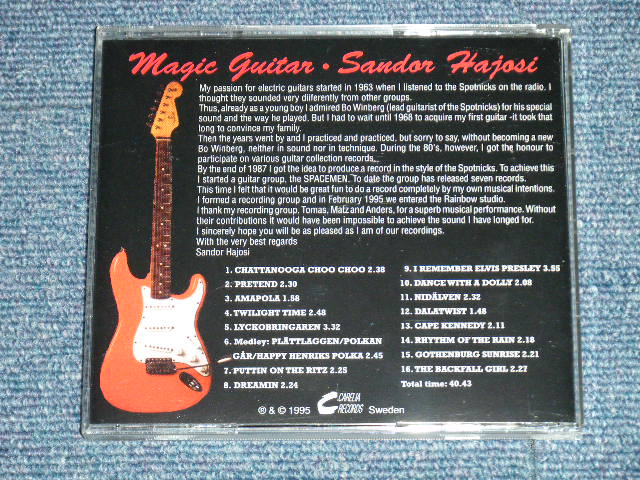 Magic Guitar • Sandor Hajosi
My passion for electric guitars started in 1963 when I listened to the Spotnicks on the radio. I
thought they sounded very differently from other groups.
Thus, already as a young boy I admired Bo Winberg (lead guitarist of the Spotnicks) for his special
sound and the way he played. But I had to wait until 1968 to acquire my first guitar -it took that
long to convince my family.
Then the years went by and I practiced and practiced, but sorry to say, without becoming a new
Bo Winberg, neither in sound nor in technique. During the 80's, however, I got the honour to
participate on various guitar collection records.
By the end of 1987 I got the idea to produce a record in the style of the Spotnicks. To achieve this
I started a guitar group, the SPACEMEN. To date the group has released seven records.
This time I felt that it would be great fun to do a record completely by my own musical intentions.
I formed a recording group and in February 1995 we entered the Rainbow studio.
I thank my recording group, Tomas, Matz and Anders, for a superb musical performance. Without
their contributions it would have been impossible to achieve the sound I have longed for.
I sincerely hope you will be as pleased as I am of our recordings.
With the very best regards
Sandor Hajosi
1. CHATTANOOGA CHOO CHOO 2.38
2. PRETEND 2.30
3. AMAPOLA 1.58
4. TWILIGHT TIME 2.48
5. LYCKOBRINGAREN 3.32
6. Medley: PLÄTTLAGGEN/POLKAN
GÅR/HAPPY HENRIKS POLKA 2.45
7. PUTTIN ON THE RITZ 2.25
8. DREAMIN 2.24
9. I REMEMBER ELVIS PRESLEY 3.55
10. DANCE WITH A DOLLY 2.08
11. NIDÄLVEN 2.32
12. DALATWIST 1.48
13. CAPE KENNEDY 2.11
14. RHYTHM OF THE RAIN 2.18
15. GOTHENBURG SUNRISE 2.21
16. THE BACKFALL GIRL 2.27
Total time: 40.43
℗ & © 1995 CARELIA RECORDS Sweden